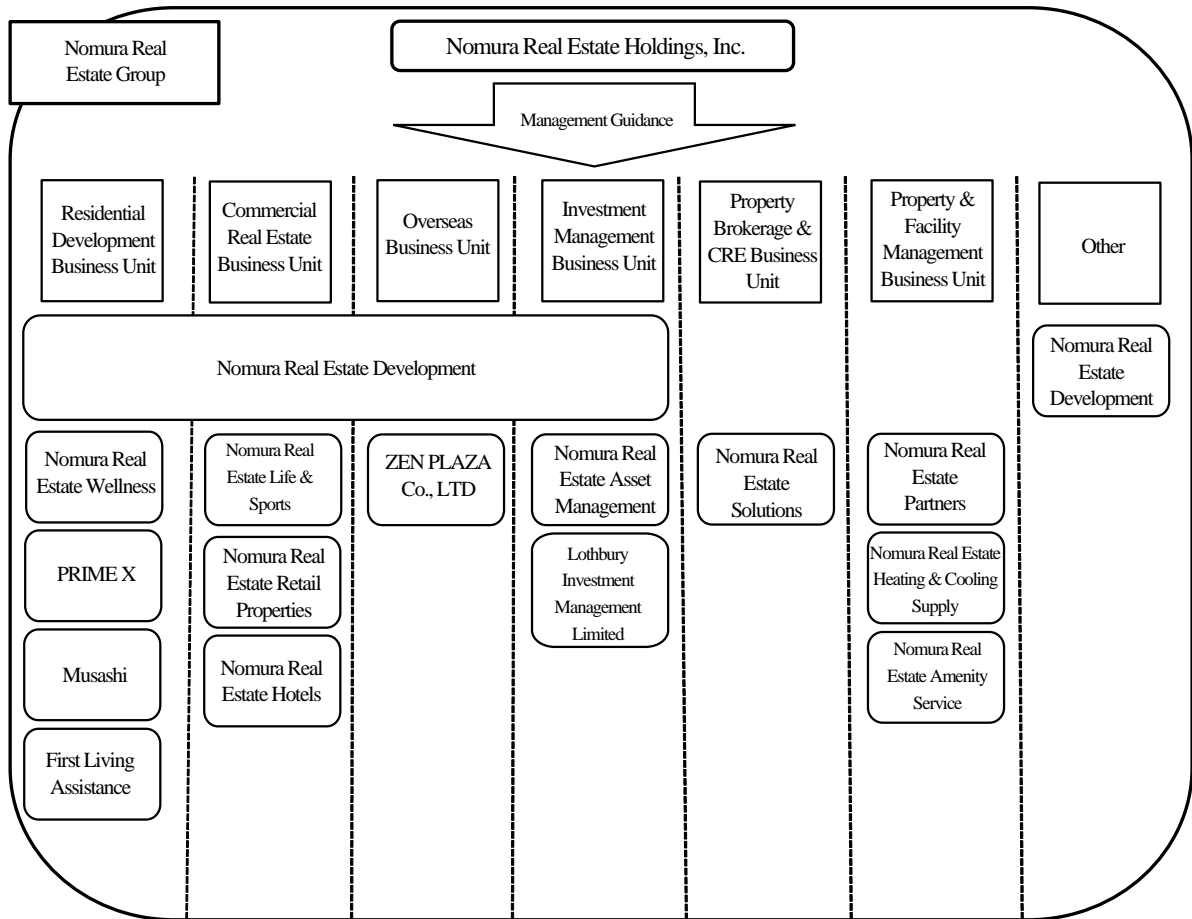 Nomura Real
Estate Group
Nomura Real Estate Holdings, Inc.
Management Guidance
Residential
Development
Business Unit
Commercial
Real Estate
Business Unit
Overseas
Business Unit
Investment
Management
Business Unit
Property
Brokerage &
CRE Business
Unit
Property &
Facility
Management
Business Unit
Other
Nomura Real Estate Development
Nomura Real
Estate
Development
Nomura Real
Estate Wellness
Nomura Real
Estate Life &
Sports
ZEN PLAZA
Co., LTD
Nomura Real
Estate Asset
Management
Nomura Real
Estate
Solutions
Nomura Real
Estate
Partners
PRIME X
Nomura Real
Estate Retail
Properties
Lothbury
Investment
Management
Limited
Nomura Real Estate
Heating & Cooling
Supply
Musashi
Nomura Real
Estate Hotels
Nomura Real
Estate Amenity
Service
First Living
Assistance